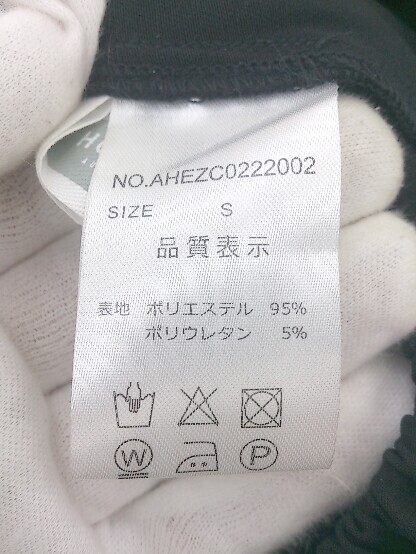 NO.AHEZC0222002
SIZE S
品質表示
表地 ポリエステル 95%
ポリウレタン 5%
W
P